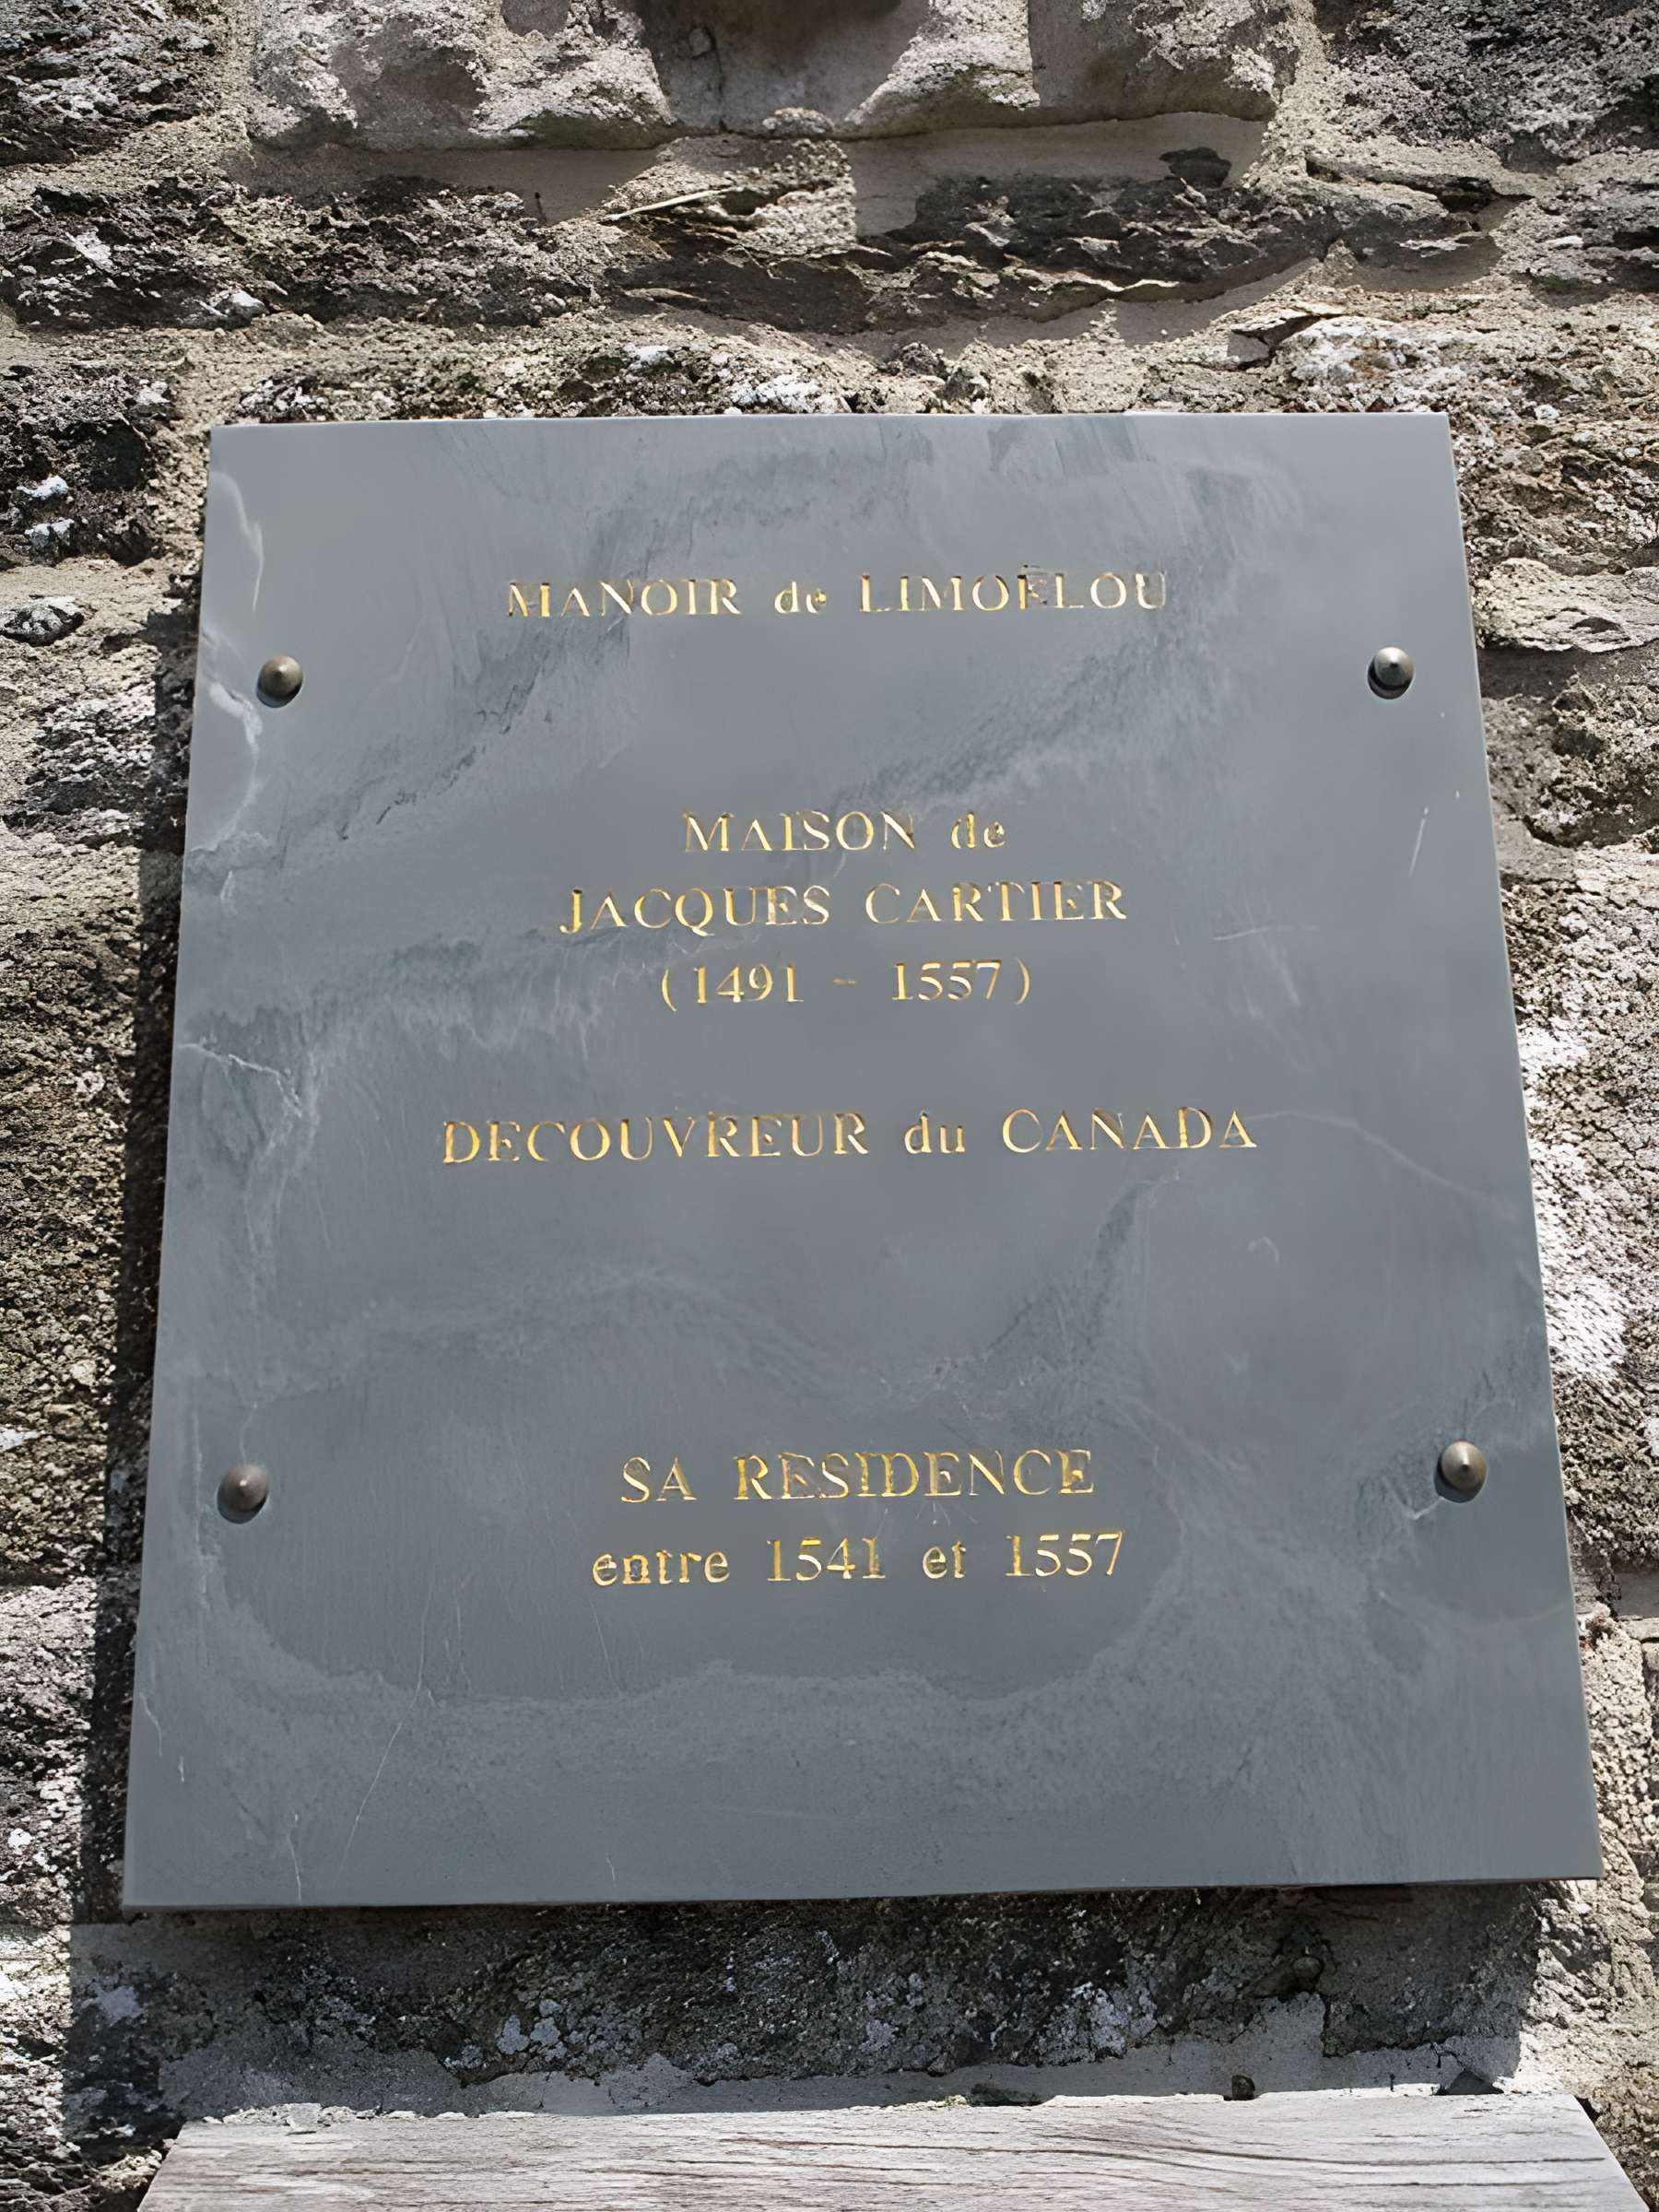 MANOIR de LIMOELOU
MAISON de
JACQUES CARTIER
(1491 - 1557)
DECOUVREUR du CANADA
SA RESIDENCE
entre 1541 et 1557